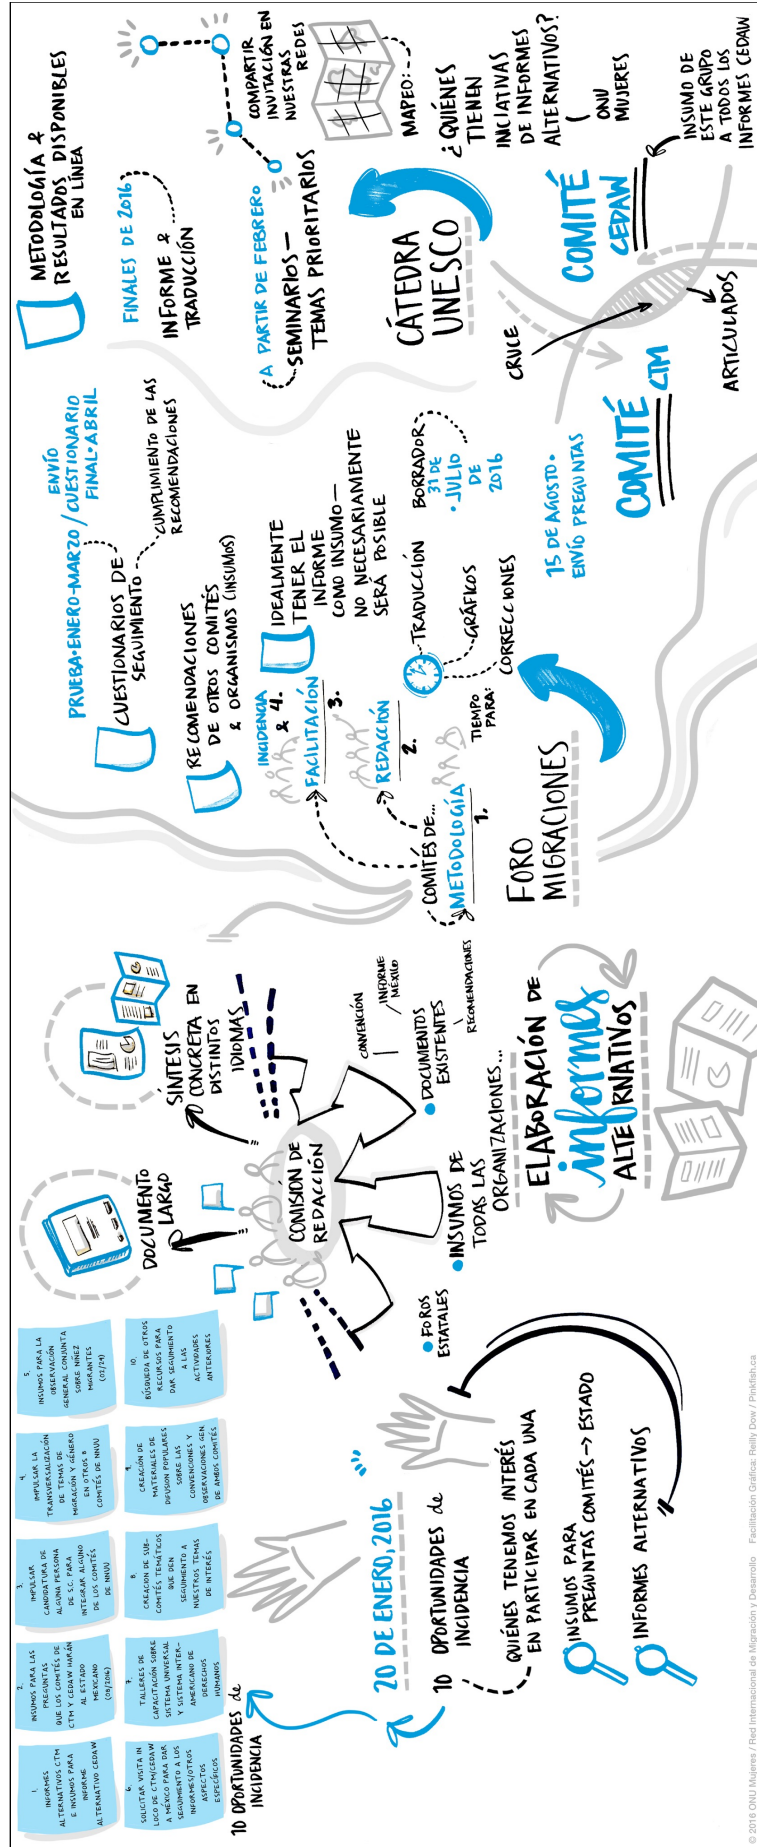 1.
INFORMES
ALTERNATIVOS CTM
E INSUMOS PARA
INFORME
ALTERNATIVO CEDAW
2.
INSUMOS PARA LAS
PREGUNTAS
QUE LOS COMITÉS DE
CTM Y CEDAW HARÁN
AL ESTADO
MEXICANO
(08/2016)
3.
IMPULSAR
CANDIDATURA DE
ALGUNA PERSONA
DE S.C. PARA
INTEGRAR ALGUNO
DE LOS COMITÉS
DE NNUU
4.
IMPULSAR LA
TRANSVERSALIZACIÓN
DE TEMAS DE
MIGRACIÓN Y GÉNERO
EN OTROS 8
COMITÉS DE NNUU
5.
INSUMOS PARA LA
OBSERVACIÓN
GENERAL CONJUNTA
SOBRE NIÑEZ
MIGRANTES
(02/29)
6.
SOLICITAR VISITA IN
LOCO DE CTM/CEDAW
A MÉXICO PARA DAR
SEGUIMIENTO A LOS
INFORMES/OTROS
ASPECTOS
ESPECÍFICOS
7.
TALLERES DE
CAPACITACIÓN SOBRE
SISTEMA UNIVERSAL
Y SISTEMA INTER-
AMERICANO DE
DERECHOS
HUMANOS
8.
CREACION DE SUB-
COMITÉS TEMÁTICOS
QUE DEN
SEGUIMIENTO A
NUESTROS TEMAS
DE INTERÉS
9.
CREACIÓN DE
MATERIALES DE
DIFUSIÓN POPULARES
SOBRE LAS
CONVENCIONES Y
OBSERVACIONES GEN.
DE AMBOS COMITÉS
10.
BÚSQUEDA DE OTROS
RECURSOS PARA
DAR SEGUIMIENTO
A LAS
ACTIVIDADES
ANTERIORES
10 OPORTUNIDADES de
INCIDENCIA
20 DE ENERO, 2016
10 OPORTUNIDADES de
INCIDENCIA
QUIÉNES TENEMOS INTERÉS
EN PARTICIPAR EN CADA UNA
INSUMOS PARA
PREGUNTAS COMITÉS → ESTADO
INFORMES ALTERNATIVOS
DOCUMENTO
LARGO
SÍNTESIS
CONCRETA EN
DISTINTOS
IDIOMAS
COMISIÓN DE
REDACCIÓN
FOROS
ESTATALES
INSUMOS DE
TODAS LAS
ORGANIZACIONES...
DOCUMENTOS
EXISTENTES
CONVENCIÓN
INFORME
MÉXICO
RECOMENDACIONES
ELABORACIÓN DE
informes
ALTERNATIVOS
PRUEBA•ENERO-MARZO / CUESTIONARIO
ENVÍO
FINAL•ABRIL
CUESTIONARIOS DE
SEGUIMIENTO
CUMPLIMIENTO DE LAS
RECOMENDACIONES
RECOMENDACIONES
DE OTROS COMITÉS
& ORGANISMOS (INSUMOS)
IDEALMENTE
TENER EL
INFORME
COMO INSUMO—
NO NECESARIAMENTE
SERÁ POSIBLE
INCIDENCIA
& 4.
FACILITACIÓN
3.
REDACCIÓN
2.
COMITÉS DE...
METODOLOGÍA
1.
TIEMPO
PARA:
TRADUCCIÓN
GRÁFICOS
CORRECCIONES
BORRADOR
31 DE
• JULIO
DE
2016
FORO
MIGRACIONES
METODOLOGÍA &
RESULTADOS DISPONIBLES
EN LÍNEA
FINALES DE 2016
INFORME &
TRADUCCIÓN
A PARTIR DE FEBRERO
SEMINARIOS—
TEMAS PRIORITARIOS
COMPARTIR
INVITACIÓN EN
NUESTRAS
REDES
MAPEO:
¿QUIÉNES
TIENEN
INICIATIVAS
DE INFORMES
ALTERNATIVOS?
ONU
MUJERES
CÁTEDRA
UNESCO
15 DE AGOSTO•
ENVÍO PREGUNTAS
COMITÉ
CTM
CRUCE
ARTICULADOS
COMITÉ
CEDAW
INSUMO DE
ESTE GRUPO
A TODOS LOS
INFORMES CEDAW
© 2016 ONU Mujeres / Red Internacional de Migración y Desarrollo Facilitación Gráfica: Reilly Dow / Pinkfish.ca